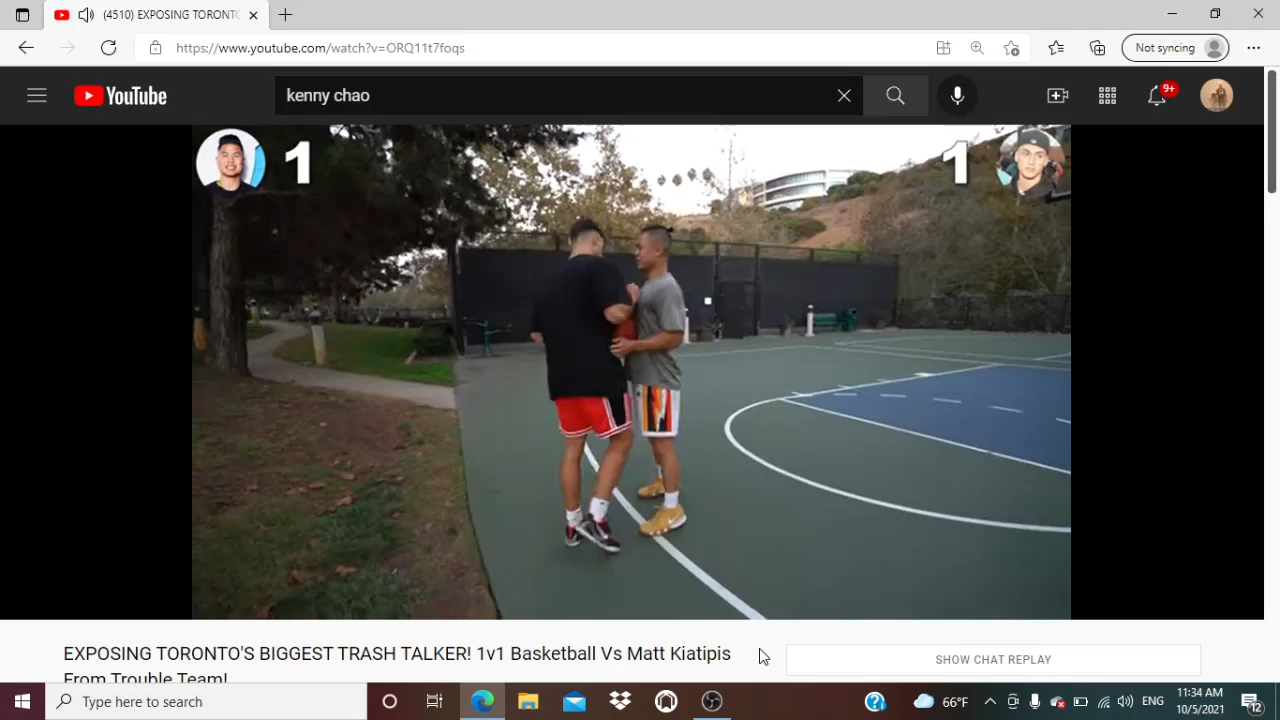 (4510) EXPOSING TORONTO
https://www.youtube.com/watch?v=ORQ11t7foqs
Not syncing
YouTube
kenny chao
9+
1
1
EXPOSING TORONTO'S BIGGEST TRASH TALKER! 1v1 Basketball Vs Matt Kiatipis
From Trouble Team!
SHOW CHAT REPLAY
Type here to search
66°F
ENG
11:34 AM
10/5/2021
12